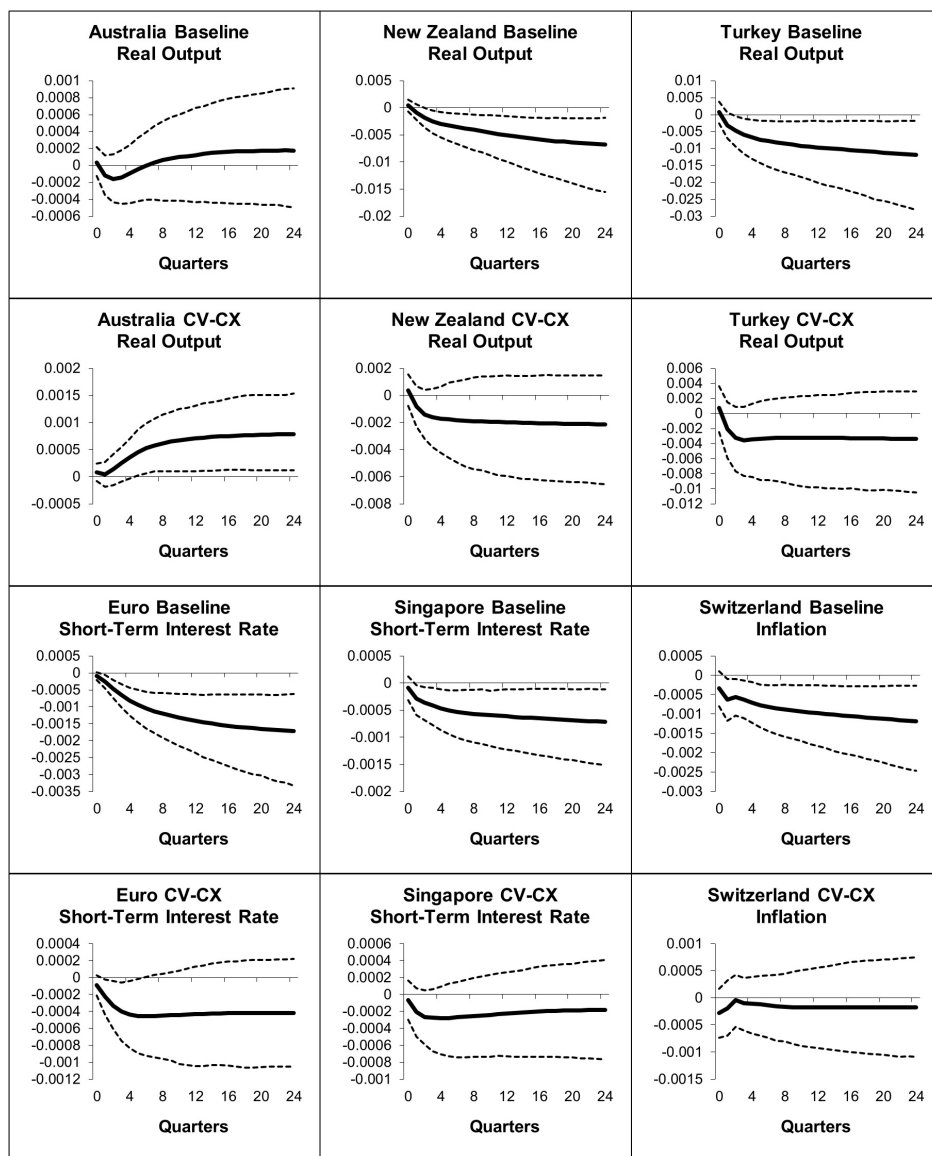 Australia Baseline
Real Output
0.001
0.0008
0.0006
0.0004
0.0002
0
-0.0002
-0.0004
-0.0006
0 4 8 12 16 20 24
Quarters
New Zealand Baseline
Real Output
0.005
0
-0.005
-0.01
-0.015
-0.02
0 4 8 12 16 20 24
Quarters
Turkey Baseline
Real Output
0.01
0.005
0
-0.005
-0.01
-0.015
-0.02
-0.025
-0.03
0 4 8 12 16 20 24
Quarters
Australia CV-CX
Real Output
0.002
0.0015
0.001
0.0005
0
-0.0005
0 4 8 12 16 20 24
Quarters
New Zealand CV-CX
Real Output
0.002
0
-0.002
-0.004
-0.006
-0.008
0 4 8 12 16 20 24
Quarters
Turkey CV-CX
Real Output
0.006
0.004
0.002
0
-0.002
-0.004
-0.006
-0.008
-0.01
-0.012
0 4 8 12 16 20 24
Quarters
Euro Baseline
Short-Term Interest Rate
0.0005
0
-0.0005
-0.001
-0.0015
-0.002
-0.0025
-0.003
-0.0035
0 4 8 12 16 20 24
Quarters
Singapore Baseline
Short-Term Interest Rate
0.0005
0
-0.0005
-0.001
-0.0015
-0.002
0 4 8 12 16 20 24
Quarters
Switzerland Baseline
Inflation
0.0005
0
-0.0005
-0.001
-0.0015
-0.002
-0.0025
-0.003
0 4 8 12 16 20 24
Quarters
Euro CV-CX
Short-Term Interest Rate
0.0004
0.0002
0
-0.0002
-0.0004
-0.0006
-0.0008
-0.001
-0.0012
0 4 8 12 16 20 24
Quarters
Singapore CV-CX
Short-Term Interest Rate
0.0006
0.0004
0.0002
0
-0.0002
-0.0004
-0.0006
-0.0008
-0.001
0 4 8 12 16 20 24
Quarters
Switzerland CV-CX
Inflation
0.001
0.0005
0
-0.0005
-0.001
-0.0015
0 4 8 12 16 20 24
Quarters